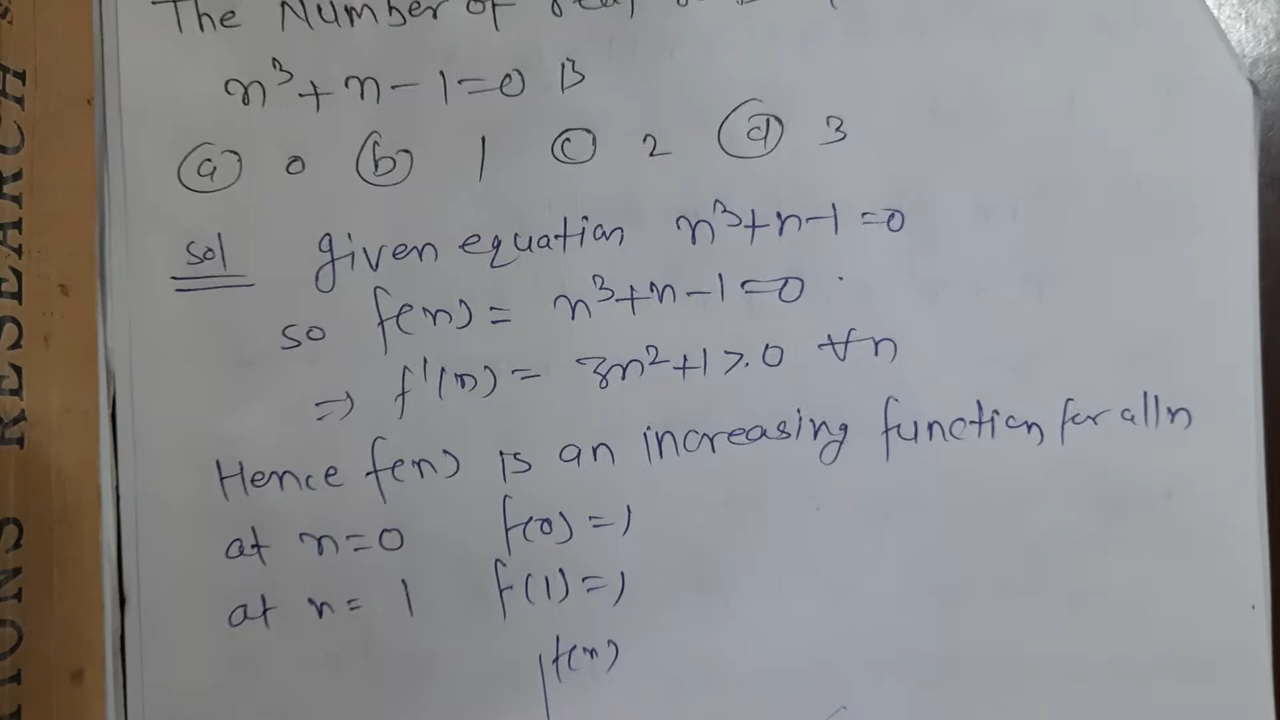 The Number of
n³+n-1=0 is
(a) 0 (b) 1 (c) 2 (d) 3
sol given equation n³+n-1=0
so f(n) = n³+n-1=0
⇒ f'(n) = 3n²+1>0 ∀n
Hence f(n) is an increasing function for all n
at n=0 f(0)=1
at n=1 f(1)=1
f(n)
TIONS RESEARCH